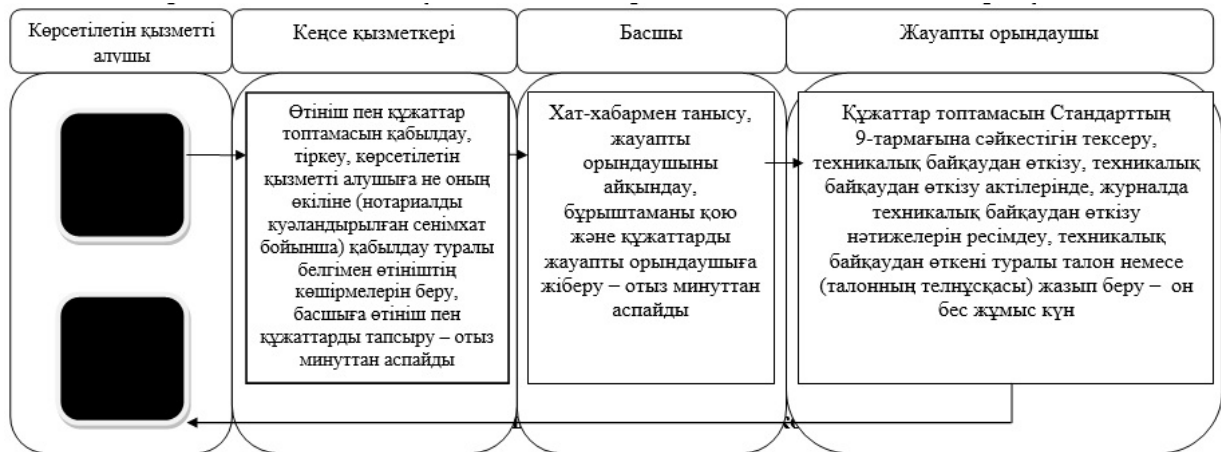 Көрсетілетін қызметті
алушы
Кеңсе қызметкері
Басшы
Жауапты орындаушы
Өтініш пен құжаттар
топтамасын қабылдау,
тіркеу, көрсетілетін
қызметті алушыға не оның
өкіліне (нотариалды
куәландырылған сенімхат
бойынша) қабылдау туралы
белгімен өтініштің
көшірмелерін беру,
басшыға өтініш пен
құжаттарды тапсыру – отыз
минуттан аспайды
Хат-хабармен танысу,
жауапты
орындаушыны
айқындау,
бұрыштаманы қою
және құжаттарды
жауапты орындаушыға
жіберу – отыз минуттан
аспайды
Құжаттар топтамасын Стандарттың
9-тармағына сәйкестігін тексеру,
техникалық байқаудан өткізу, техникалық
байқаудан өткізу актілерінде, журналда
техникалық байқаудан өткізу
нәтижелерін ресімдеу, техникалық
байқаудан өткені туралы талон немесе
(талонның телнұсқасы) жазып беру – он
бес жұмыс күн